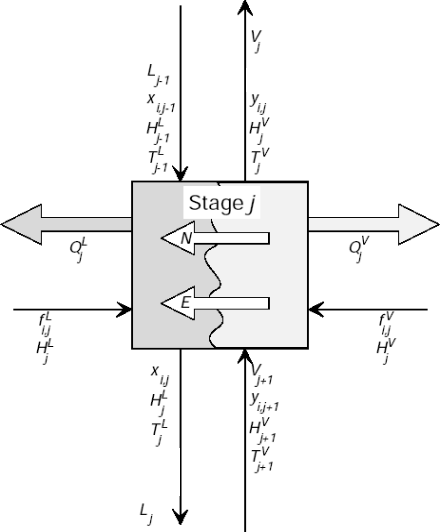 V_j
L_{j-1}
x_{i,j-1} y_{i,j}
H^L_{j-1} H^V_j
T^L_{j-1} T^V_j
Stage j
N
Q^L_j Q^V_j
E
f^L_{i,j} f^V_{i,j}
H^L_j H^V_j
x_{i,j} V_{j+1}
H^L_j y_{i,j+1}
T^L_j H^V_{j+1}
T^V_{j+1}
L_j